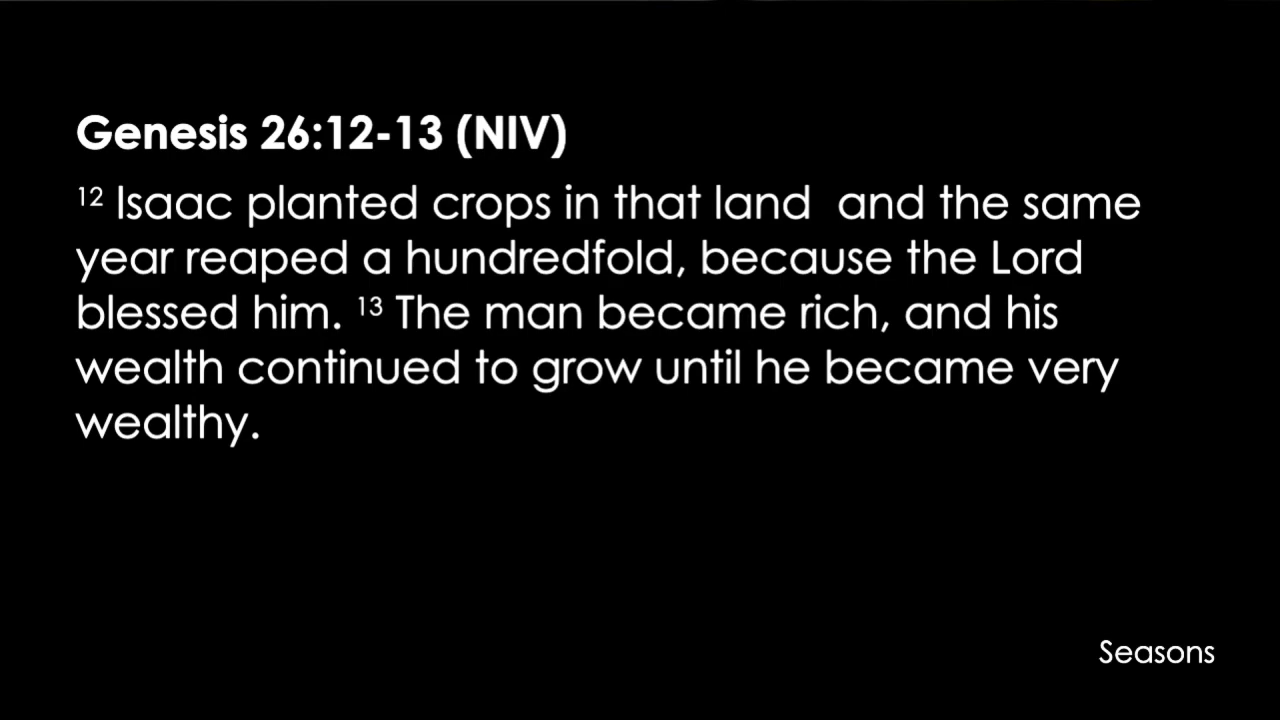 Genesis 26:12-13 (NIV)
12 Isaac planted crops in that land  and the same
year reaped a hundredfold, because the Lord
blessed him. 13 The man became rich, and his
wealth continued to grow until he became very
wealthy.
Seasons